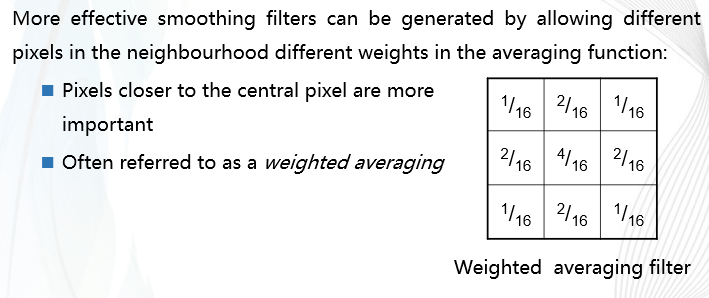 More effective smoothing filters can be generated by allowing different
pixels in the neighbourhood different weights in the averaging function:
Pixels closer to the central pixel are more
important
Often referred to as a weighted averaging
1/16 2/16 1/16
2/16 4/16 2/16
1/16 2/16 1/16
Weighted averaging filter